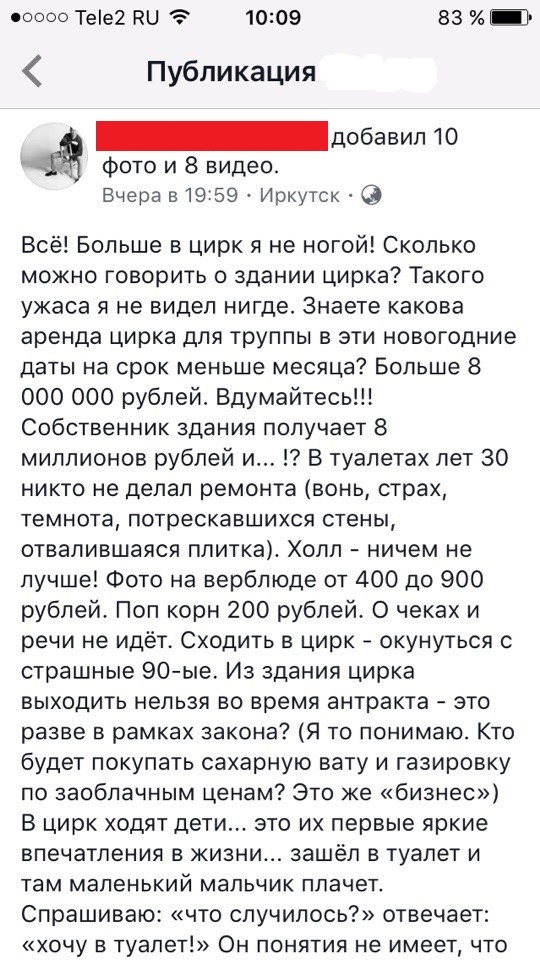 Tele2 RU 10:09 83 %
Публикация
добавил 10
фото и 8 видео.
Вчера в 19:59 · Иркутск ·
Всё! Больше в цирк я не ногой! Сколько
можно говорить о здании цирка? Такого
ужаса я не видел нигде. Знаете какова
аренда цирка для труппы в эти новогодние
даты на срок меньше месяца? Больше 8
000 000 рублей. Вдумайтесь!!!
Собственник здания получает 8
миллионов рублей и... !? В туалетах лет 30
никто не делал ремонта (вонь, страх,
темнота, потрескавшихся стены,
отвалившаяся плитка). Холл - ничем не
лучше! Фото на верблюде от 400 до 900
рублей. Поп корн 200 рублей. О чеках и
речи не идёт. Сходить в цирк - окунуться с
страшные 90-ые. Из здания цирка
выходить нельзя во время антракта - это
разве в рамках закона? (Я то понимаю. Кто
будет покупать сахарную вату и газировку
по заоблачным ценам? Это же «бизнес»)
В цирк ходят дети... это их первые яркие
впечатления в жизни... зашёл в туалет и
там маленький мальчик плачет.
Спрашиваю: «что случилось?» отвечает:
«хочу в туалет!» Он понятия не имеет, что